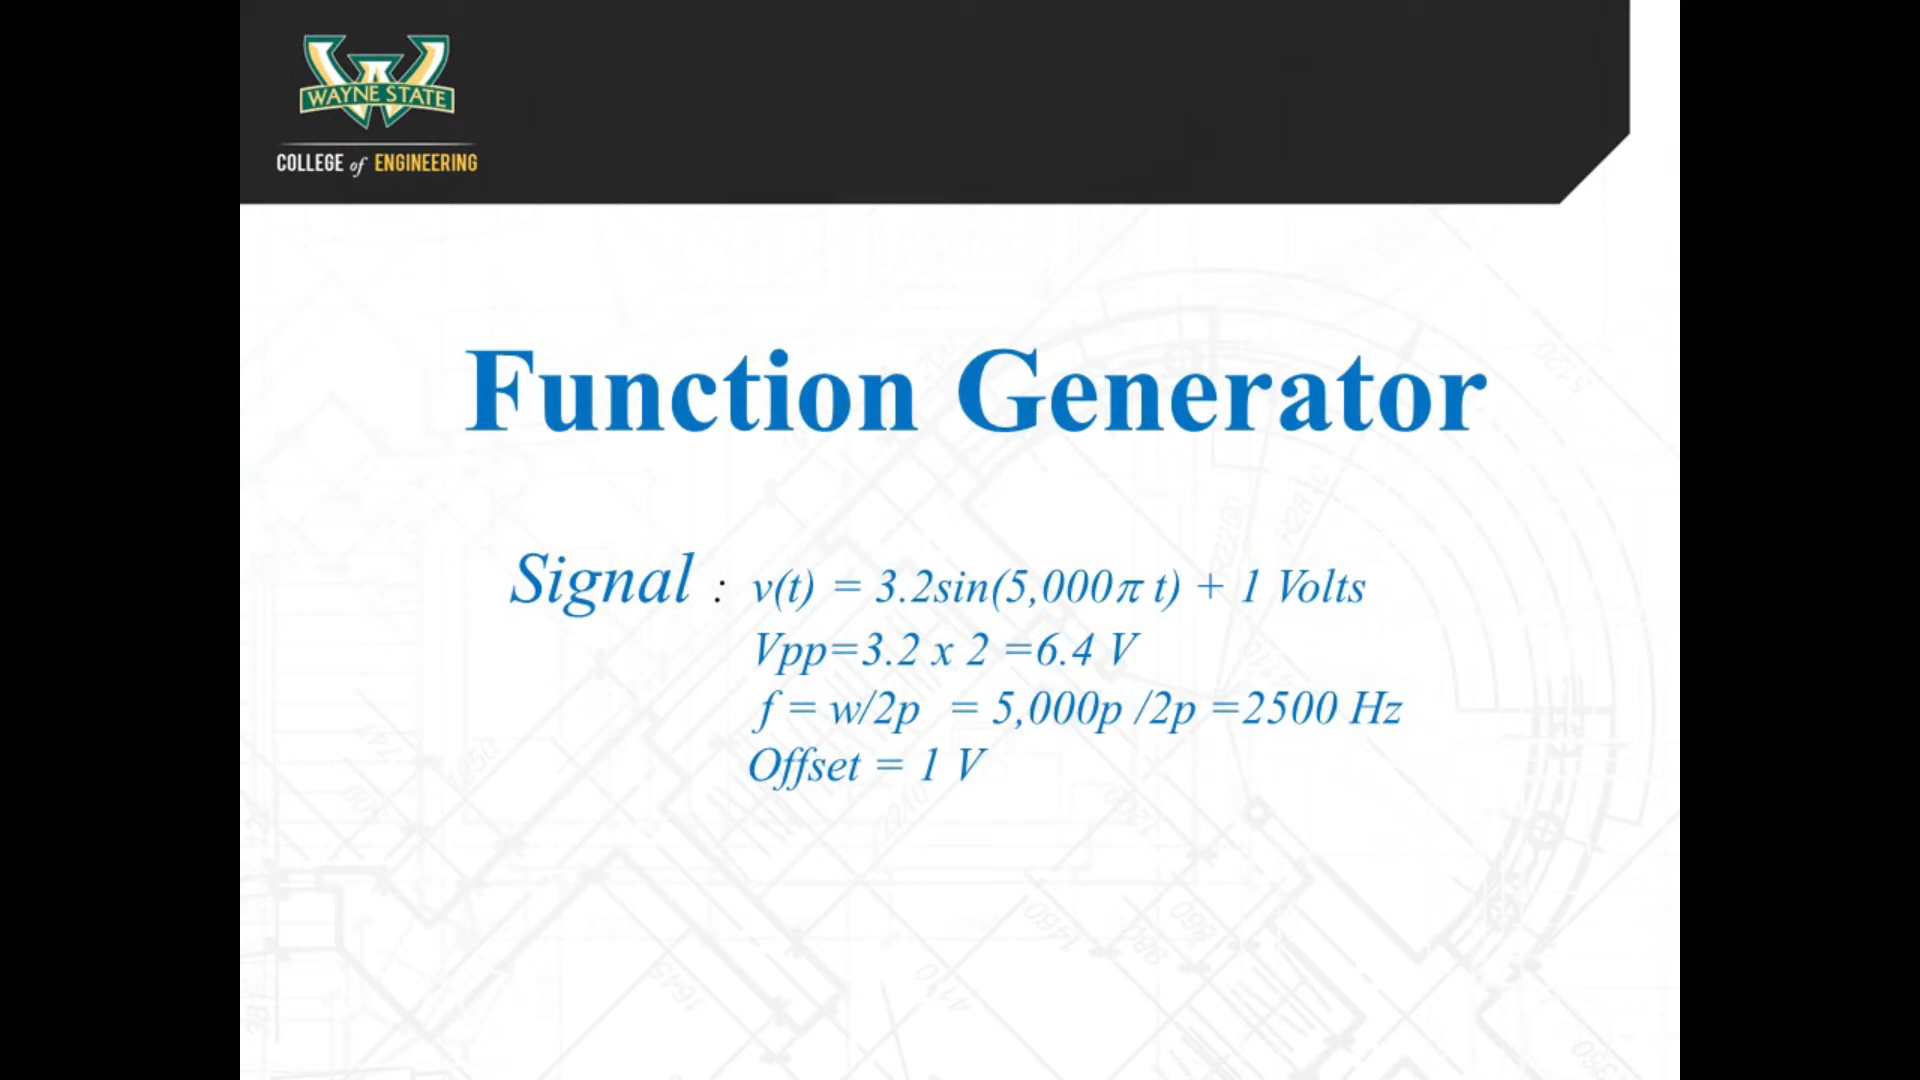 WAYNE STATE
COLLEGE of ENGINEERING
Function Generator
Signal : v(t) = 3.2sin(5,000π t) + 1 Volts
Vpp=3.2 x 2 =6.4 V
f = w/2p = 5,000p /2p =2500 Hz
Offset = 1 V